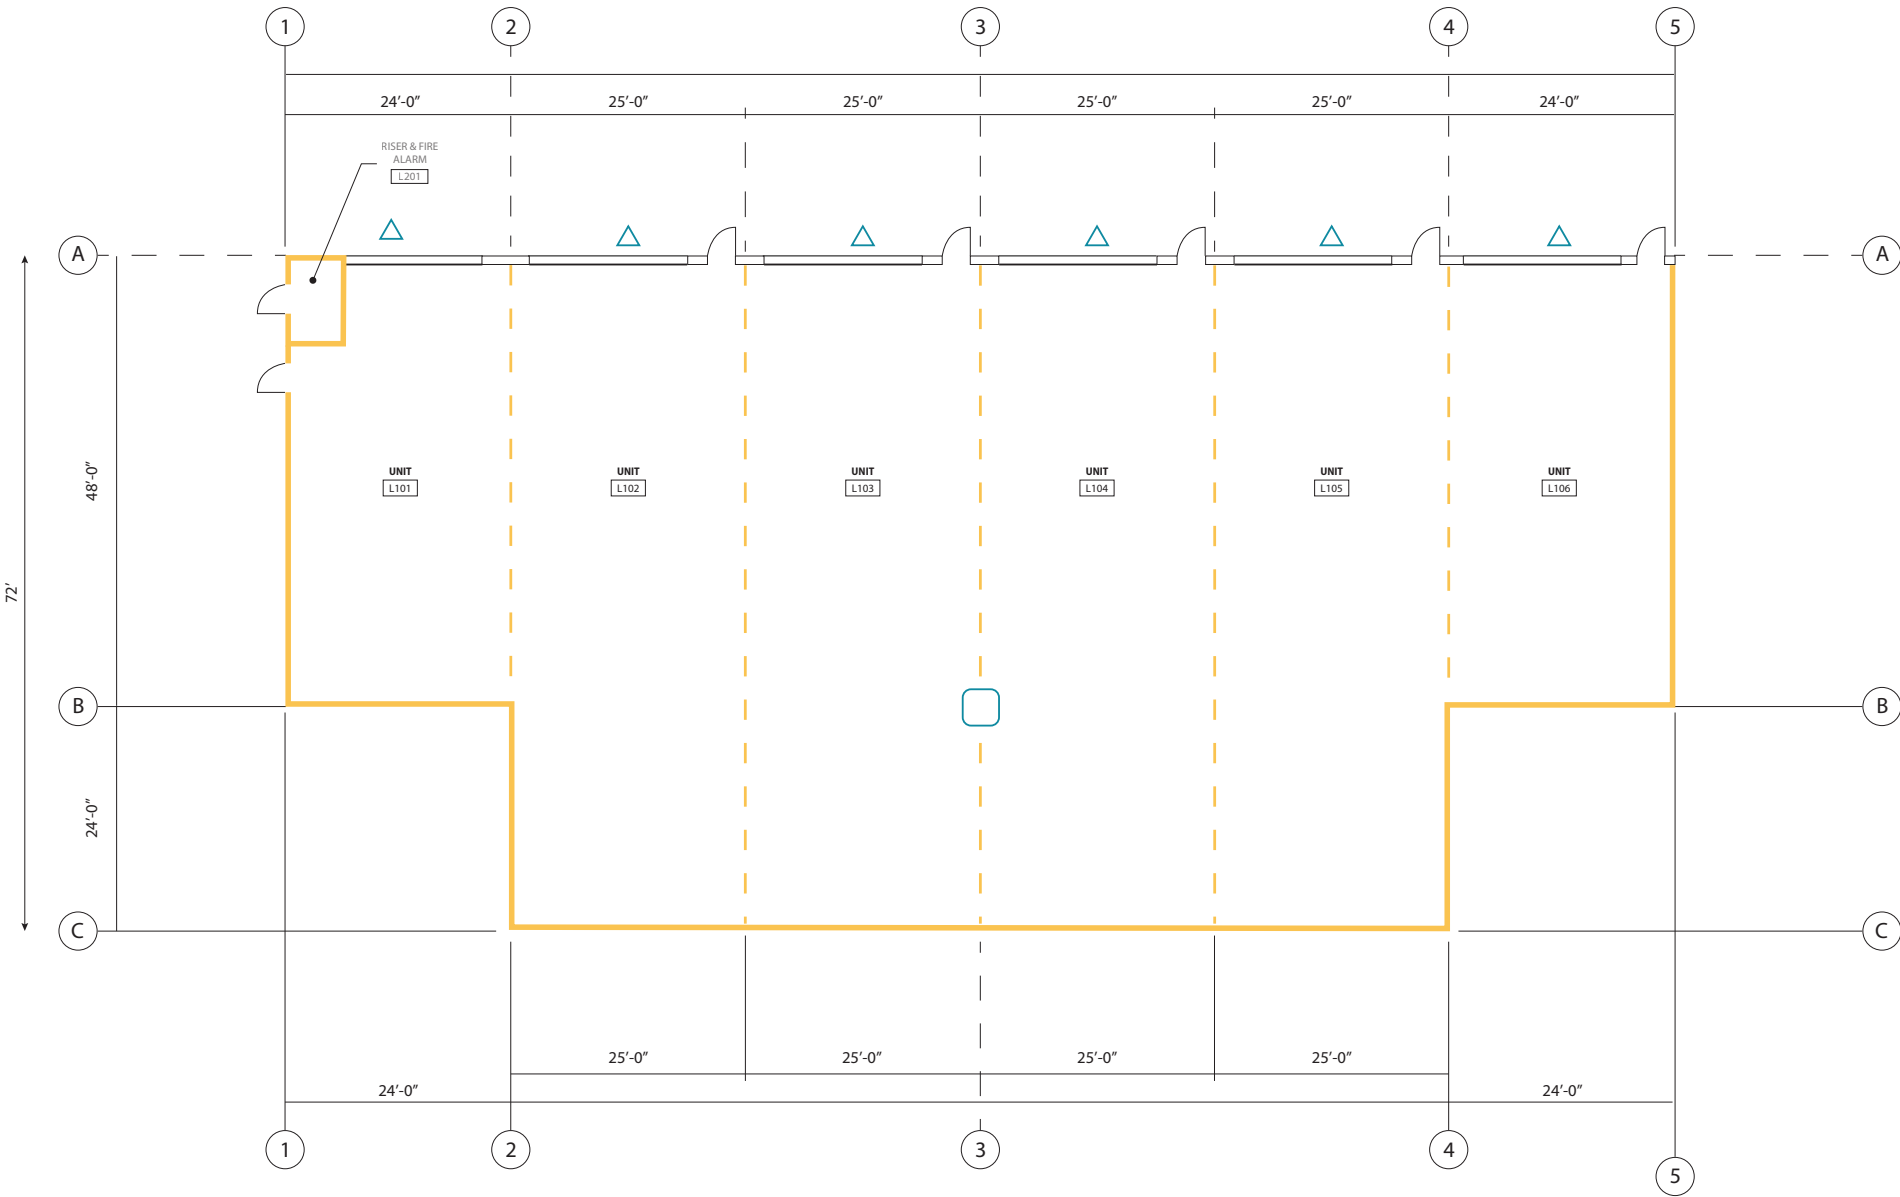 1 2 3 4 5
24'-0" 25'-0" 25'-0" 25'-0" 25'-0" 24'-0"
RISER & FIRE
ALARM
L201
A A
UNIT UNIT UNIT UNIT UNIT UNIT
L101 L102 L103 L104 L105 L106
48'-0"
72'
B B
24'-0"
C C
25'-0" 25'-0" 25'-0" 25'-0"
24'-0" 24'-0"
1 2 3 4 5